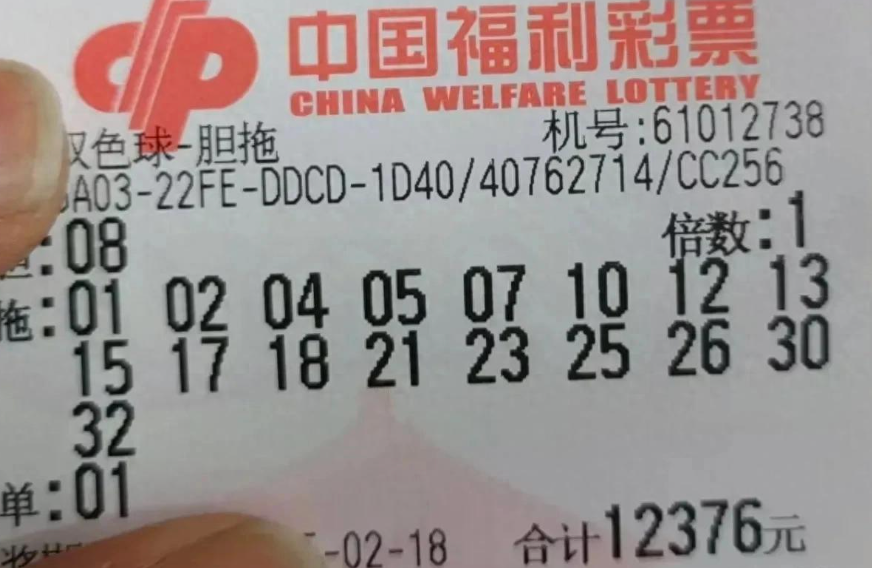 中国福利彩票
CHINA WELFARE LOTTERY
双色球-胆拖 机号:61012738
A03-22FE-DDCD-1D40/40762714/CC256
:08 倍数:1
拖:01 02 04 05 07 10 12 13
15 17 18 21 23 25 26 30
32
单:01
-02-18 合计12376元